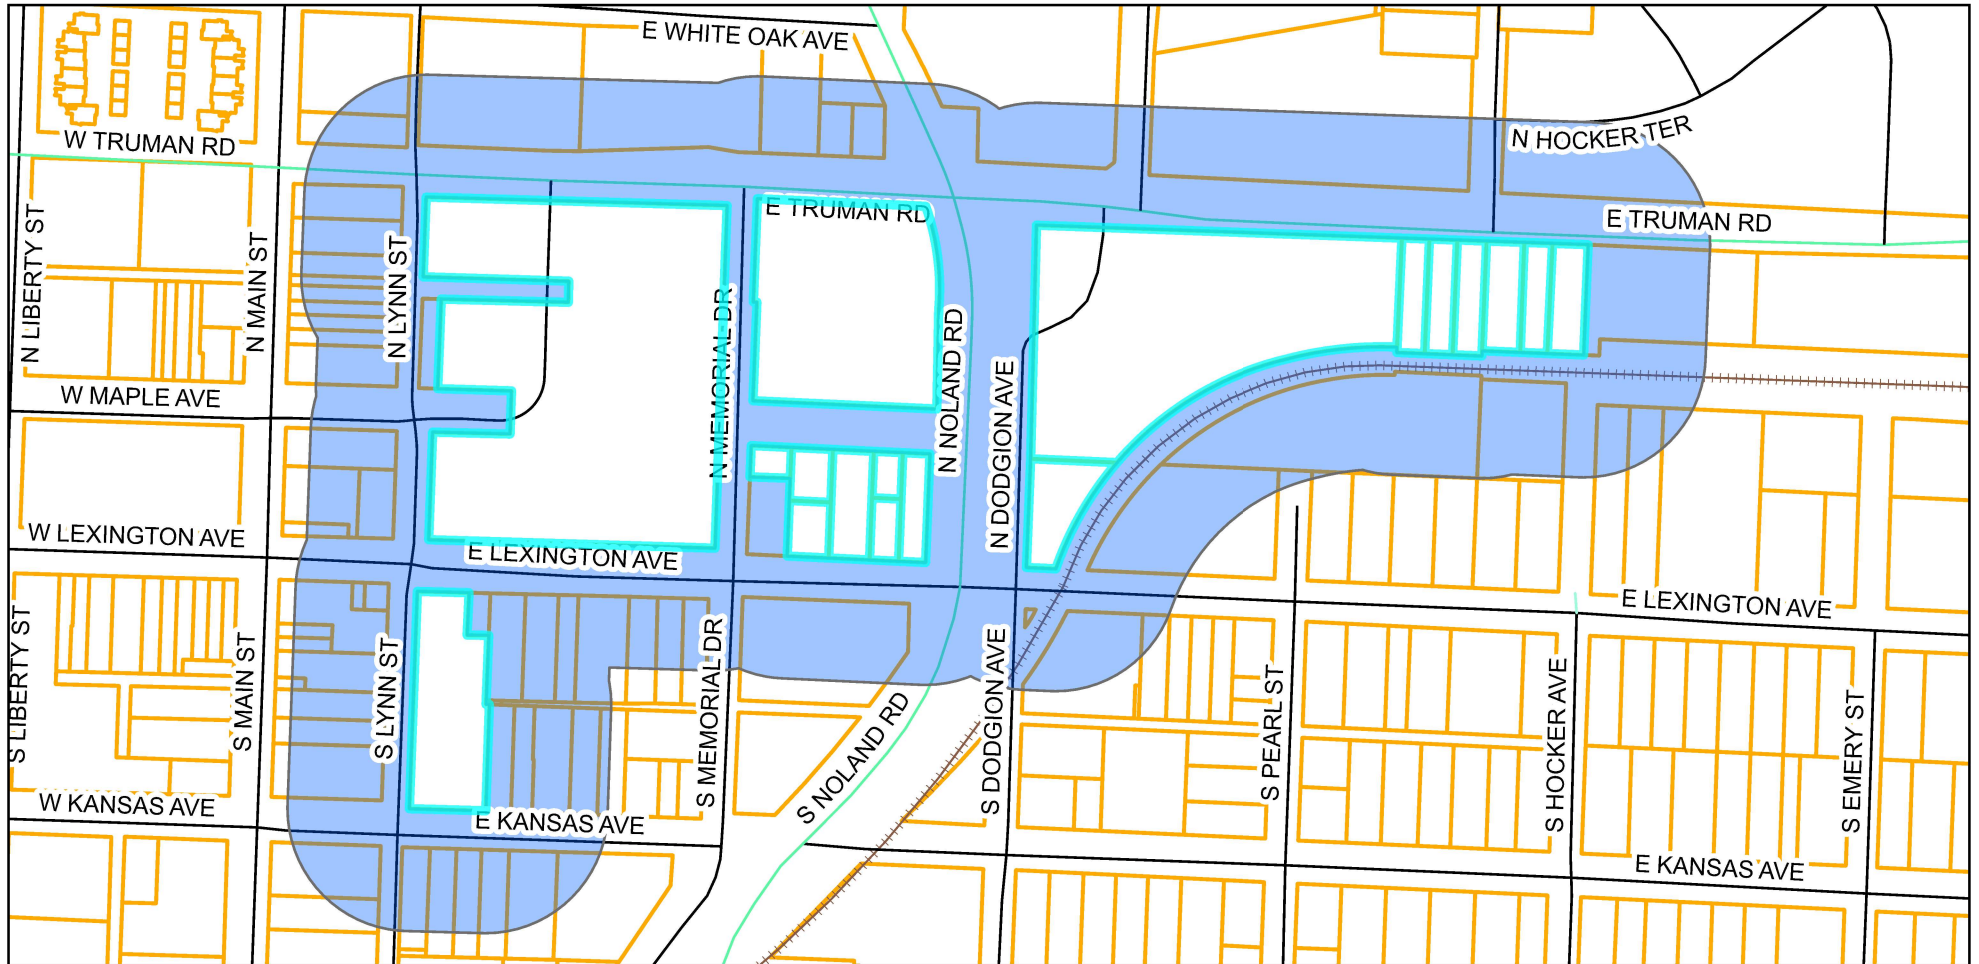 E WHITE OAK AVE
W TRUMAN RD
N HOCKER TER
E TRUMAN RD
E TRUMAN RD
N LIBERTY ST
N MAIN ST
N LYNN ST
N MEMORIAL DR
N NOLAND RD
N DODGION AVE
W MAPLE AVE
W LEXINGTON AVE
E LEXINGTON AVE
E LEXINGTON AVE
S LIBERTY ST
S MAIN ST
S LYNN ST
S MEMORIAL DR
S NOLAND RD
S DODGION AVE
S PEARL ST
S HOCKER AVE
S EMERY ST
W KANSAS AVE
E KANSAS AVE
E KANSAS AVE